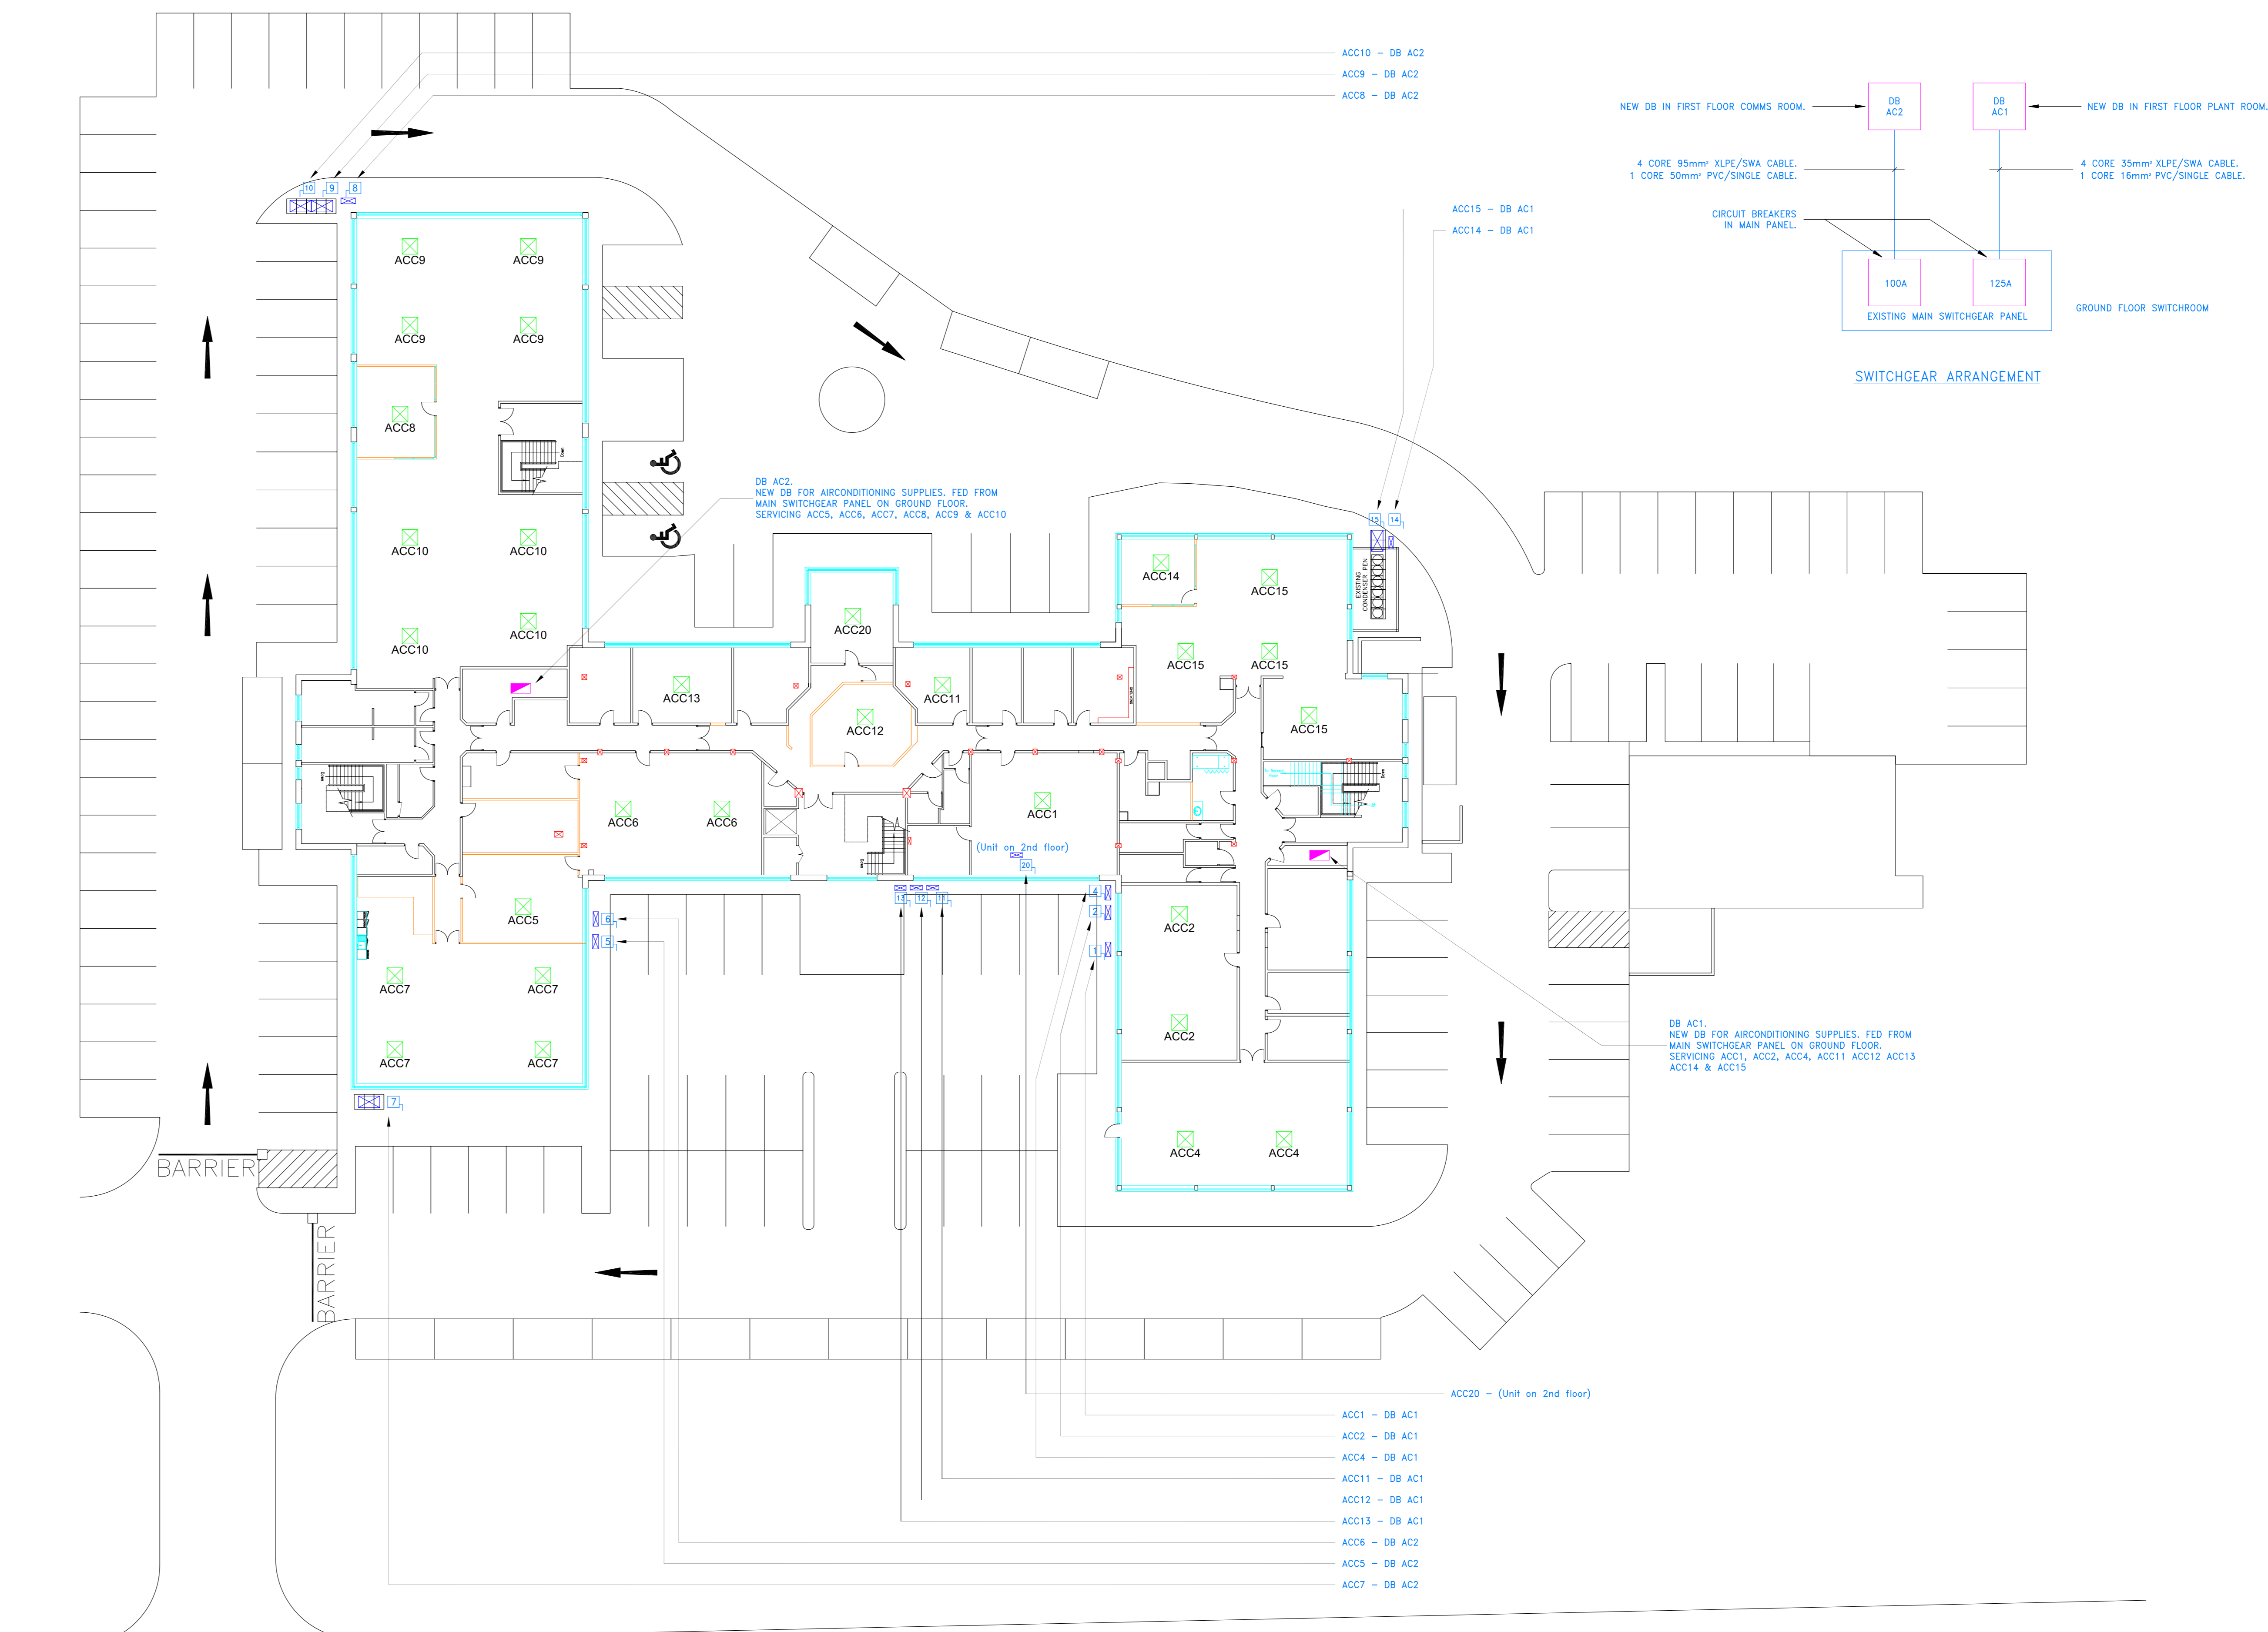 ACC10 – DB AC2
ACC9 – DB AC2
ACC8 – DB AC2
DB
AC2
DB
AC1
NEW DB IN FIRST FLOOR COMMS ROOM.
NEW DB IN FIRST FLOOR PLANT ROOM.
4 CORE 95mm² XLPE/SWA CABLE.
1 CORE 50mm² PVC/SINGLE CABLE.
4 CORE 35mm² XLPE/SWA CABLE.
1 CORE 16mm² PVC/SINGLE CABLE.
CIRCUIT BREAKERS
IN MAIN PANEL.
100A
125A
EXISTING MAIN SWITCHGEAR PANEL
GROUND FLOOR SWITCHROOM
SWITCHGEAR ARRANGEMENT
ACC15 – DB AC1
ACC14 – DB AC1
10
9
8
ACC9
ACC9
ACC9
ACC9
ACC8
Down
DB AC2.
NEW DB FOR AIRCONDITIONING SUPPLIES. FED FROM
MAIN SWITCHGEAR PANEL ON GROUND FLOOR.
SERVICING ACC5, ACC6, ACC7, ACC8, ACC9 & ACC10
15
14
ACC10
ACC10
ACC10
ACC10
ACC14
ACC15
EXISTING
CONDENSER PEN
ACC20
ACC15
ACC15
ACC13
ACC11
ACC12
ACC15
Down
To Second
Floor
Down
ACC6
ACC6
ACC1
(Unit on 2nd floor)
20
Down
13
12
11
4
2
1
6
5
ACC5
ACC2
ACC2
ACC7
ACC7
ACC7
ACC7
7
DB AC1.
NEW DB FOR AIRCONDITIONING SUPPLIES. FED FROM
MAIN SWITCHGEAR PANEL ON GROUND FLOOR.
SERVICING ACC1, ACC2, ACC4, ACC11 ACC12 ACC13
ACC14 & ACC15
ACC4
ACC4
BARRIER
BARRIER
ACC20 – (Unit on 2nd floor)
ACC1 – DB AC1
ACC2 – DB AC1
ACC4 – DB AC1
ACC11 – DB AC1
ACC12 – DB AC1
ACC13 – DB AC1
ACC6 – DB AC2
ACC5 – DB AC2
ACC7 – DB AC2